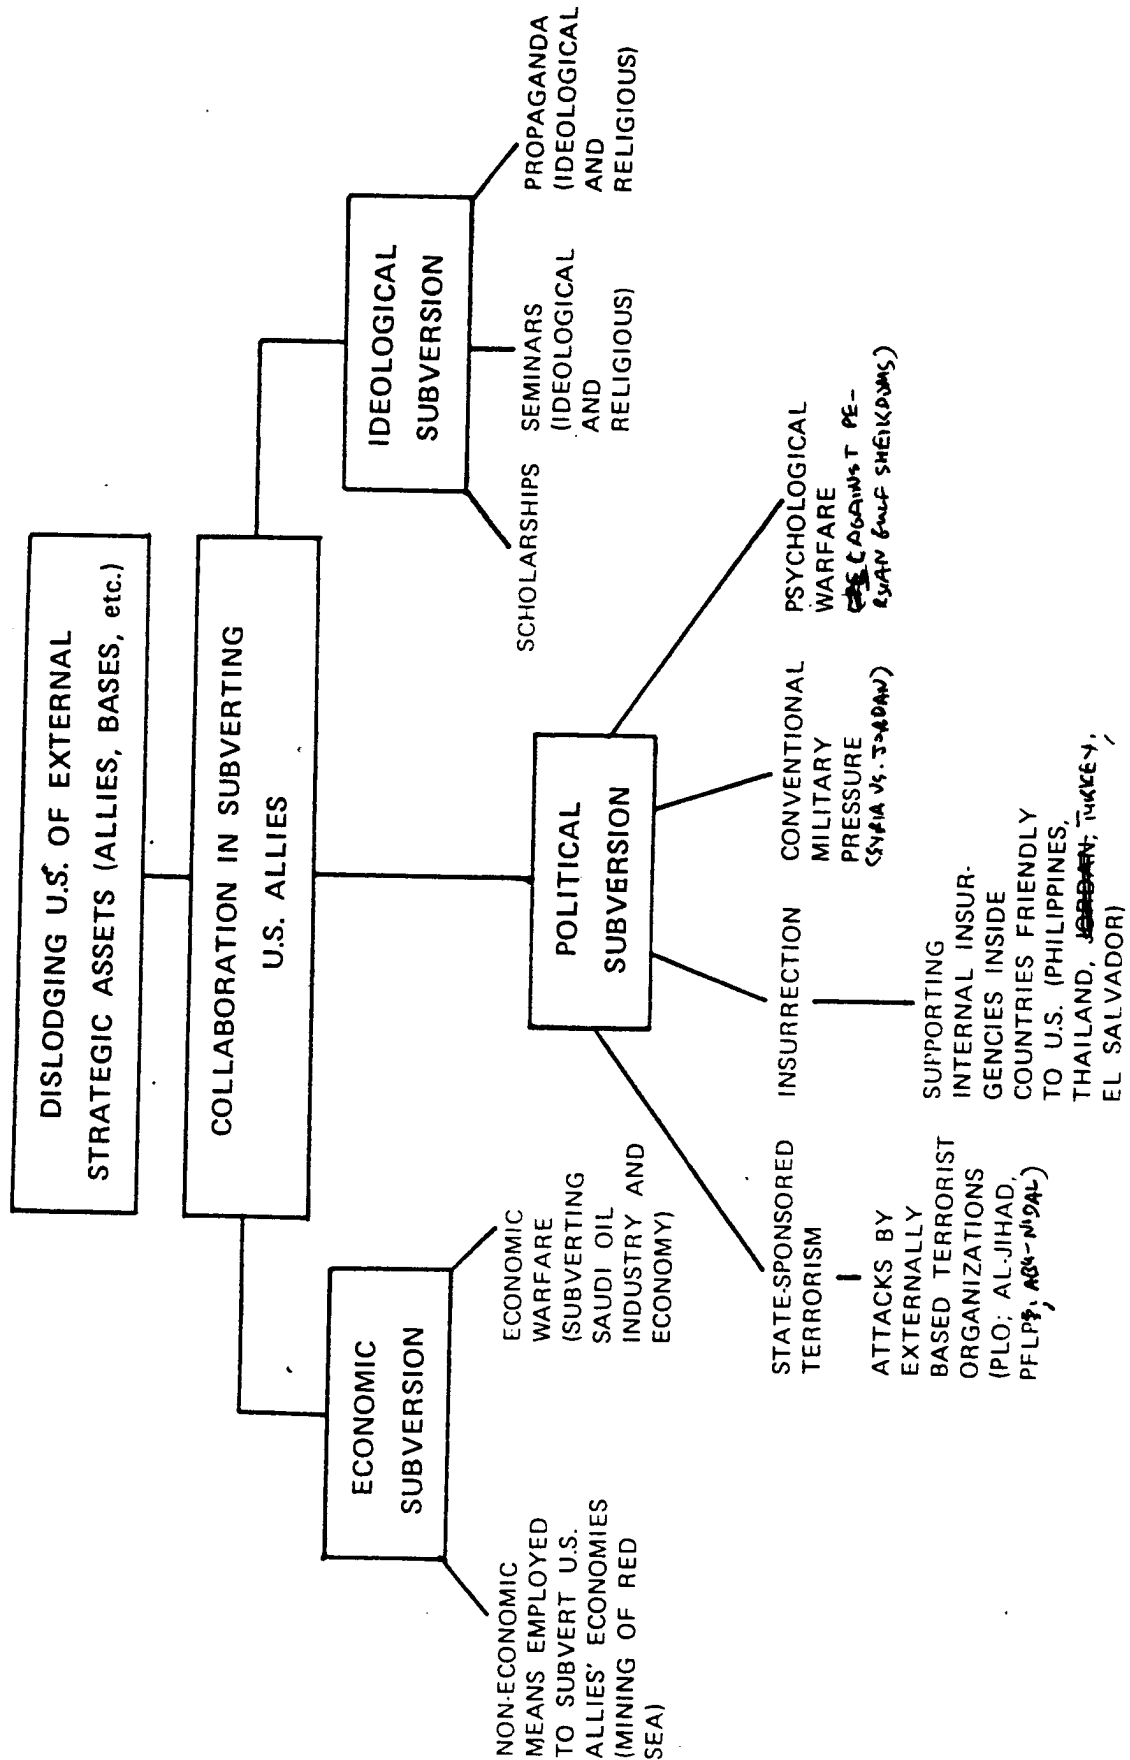 DISLODGING U.S. OF EXTERNAL
STRATEGIC ASSETS (ALLIES, BASES, etc.)
COLLABORATION IN SUBVERTING
U.S. ALLIES
ECONOMIC
SUBVERSION
NON-ECONOMIC
MEANS EMPLOYED
TO SUBVERT U.S.
ALLIES' ECONOMIES
(MINING OF RED
SEA)
ECONOMIC
WARFARE
(SUBVERTING
SAUDI OIL
INDUSTRY AND
ECONOMY)
POLITICAL
SUBVERSION
STATE-SPONSORED
TERRORISM
ATTACKS BY
EXTERNALLY
BASED TERRORIST
ORGANIZATIONS
(PLO; AL-JIHAD,
PFLP, ABU-NIDAL)
INSURRECTION
SUPPORTING
INTERNAL INSUR-
GENCIES INSIDE
COUNTRIES FRIENDLY
TO U.S. (PHILIPPINES,
THAILAND, JORDAN, TURKEY,
EL SALVADOR)
CONVENTIONAL
MILITARY
PRESSURE
(SYRIA VS. JORDAN)
PSYCHOLOGICAL
WARFARE
(AGAINST PE-
RSIAN GULF SHEIKDUMS)
IDEOLOGICAL
SUBVERSION
SCHOLARSHIPS
SEMINARS
(IDEOLOGICAL
AND
RELIGIOUS)
PROPAGANDA
(IDEOLOGICAL
AND
RELIGIOUS)